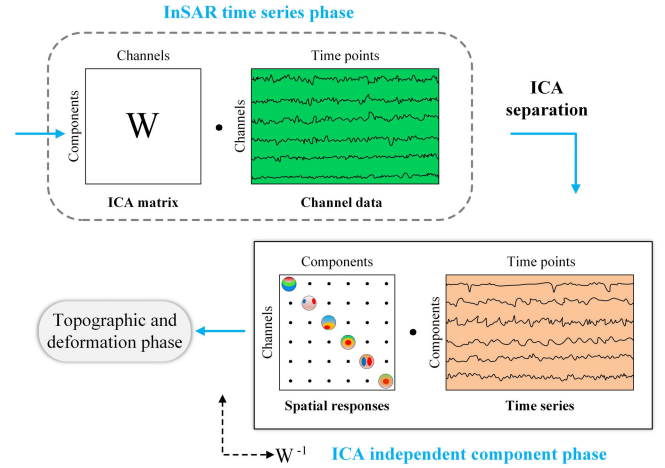 InSAR time series phase
Channels
Time points
Components
W
Channels
ICA matrix
Channel data
ICA
separation
Components
Time points
Channels
Components
Spatial responses
Time series
Topographic and
deformation phase
W⁻¹
ICA independent component phase